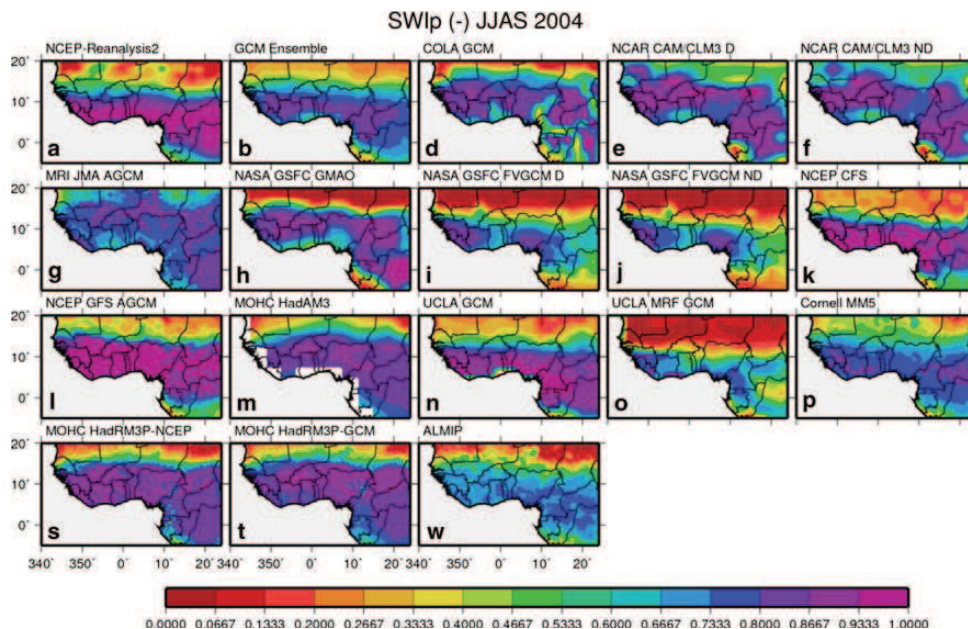 SWIp (-) JJAS 2004
NCEP-Reanalysis2 GCM Ensemble COLA GCM NCAR CAM/CLM3 D NCAR CAM/CLM3 ND
20°
10°
0°
a b d e f
MRI JMA AGCM NASA GSFC GMAO NASA GSFC FVGCM D NASA GSFC FVGCM ND NCEP CFS
20°
10°
0°
g h i j k
NCEP GFS AGCM MOHC HadAM3 UCLA GCM UCLA MRF GCM Cornell MM5
20°
10°
0°
l m n o p
MOHC HadRM3P-NCEP MOHC HadRM3P-GCM ALMIP
20°
10°
0°
s t w
340° 350° 0° 10° 20° 350° 0° 10° 20° 350° 0° 10° 20°
0.0000 0.0667 0.1333 0.2000 0.2667 0.3333 0.4000 0.4667 0.5333 0.6000 0.6667 0.7333 0.8000 0.8667 0.9333 1.0000